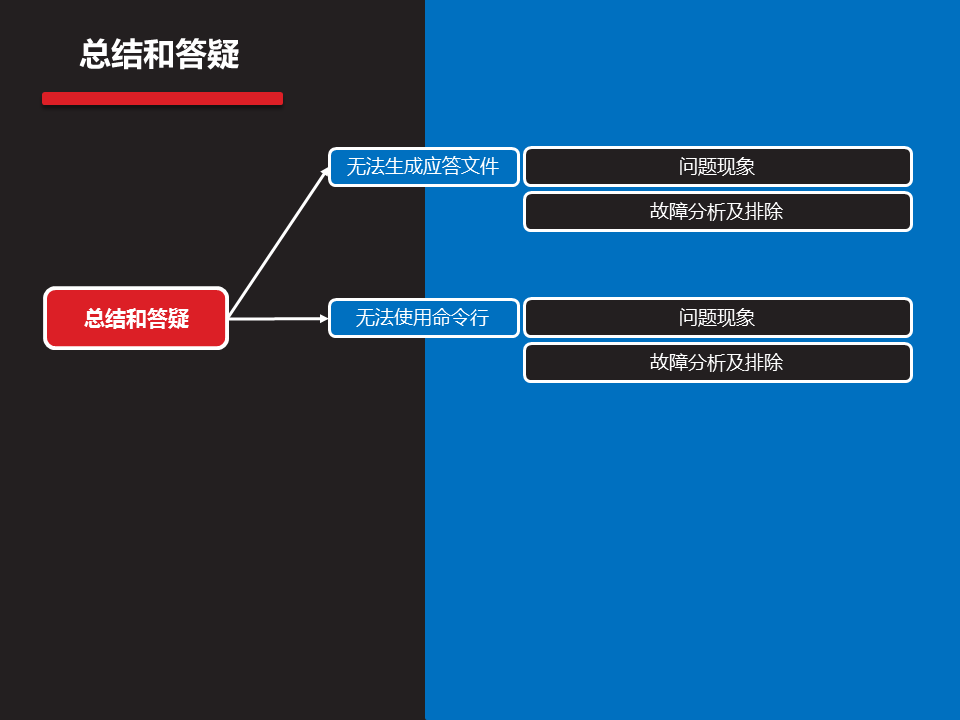 总结和答疑
无法生成应答文件
问题现象
故障分析及排除
总结和答疑
无法使用命令行
问题现象
故障分析及排除